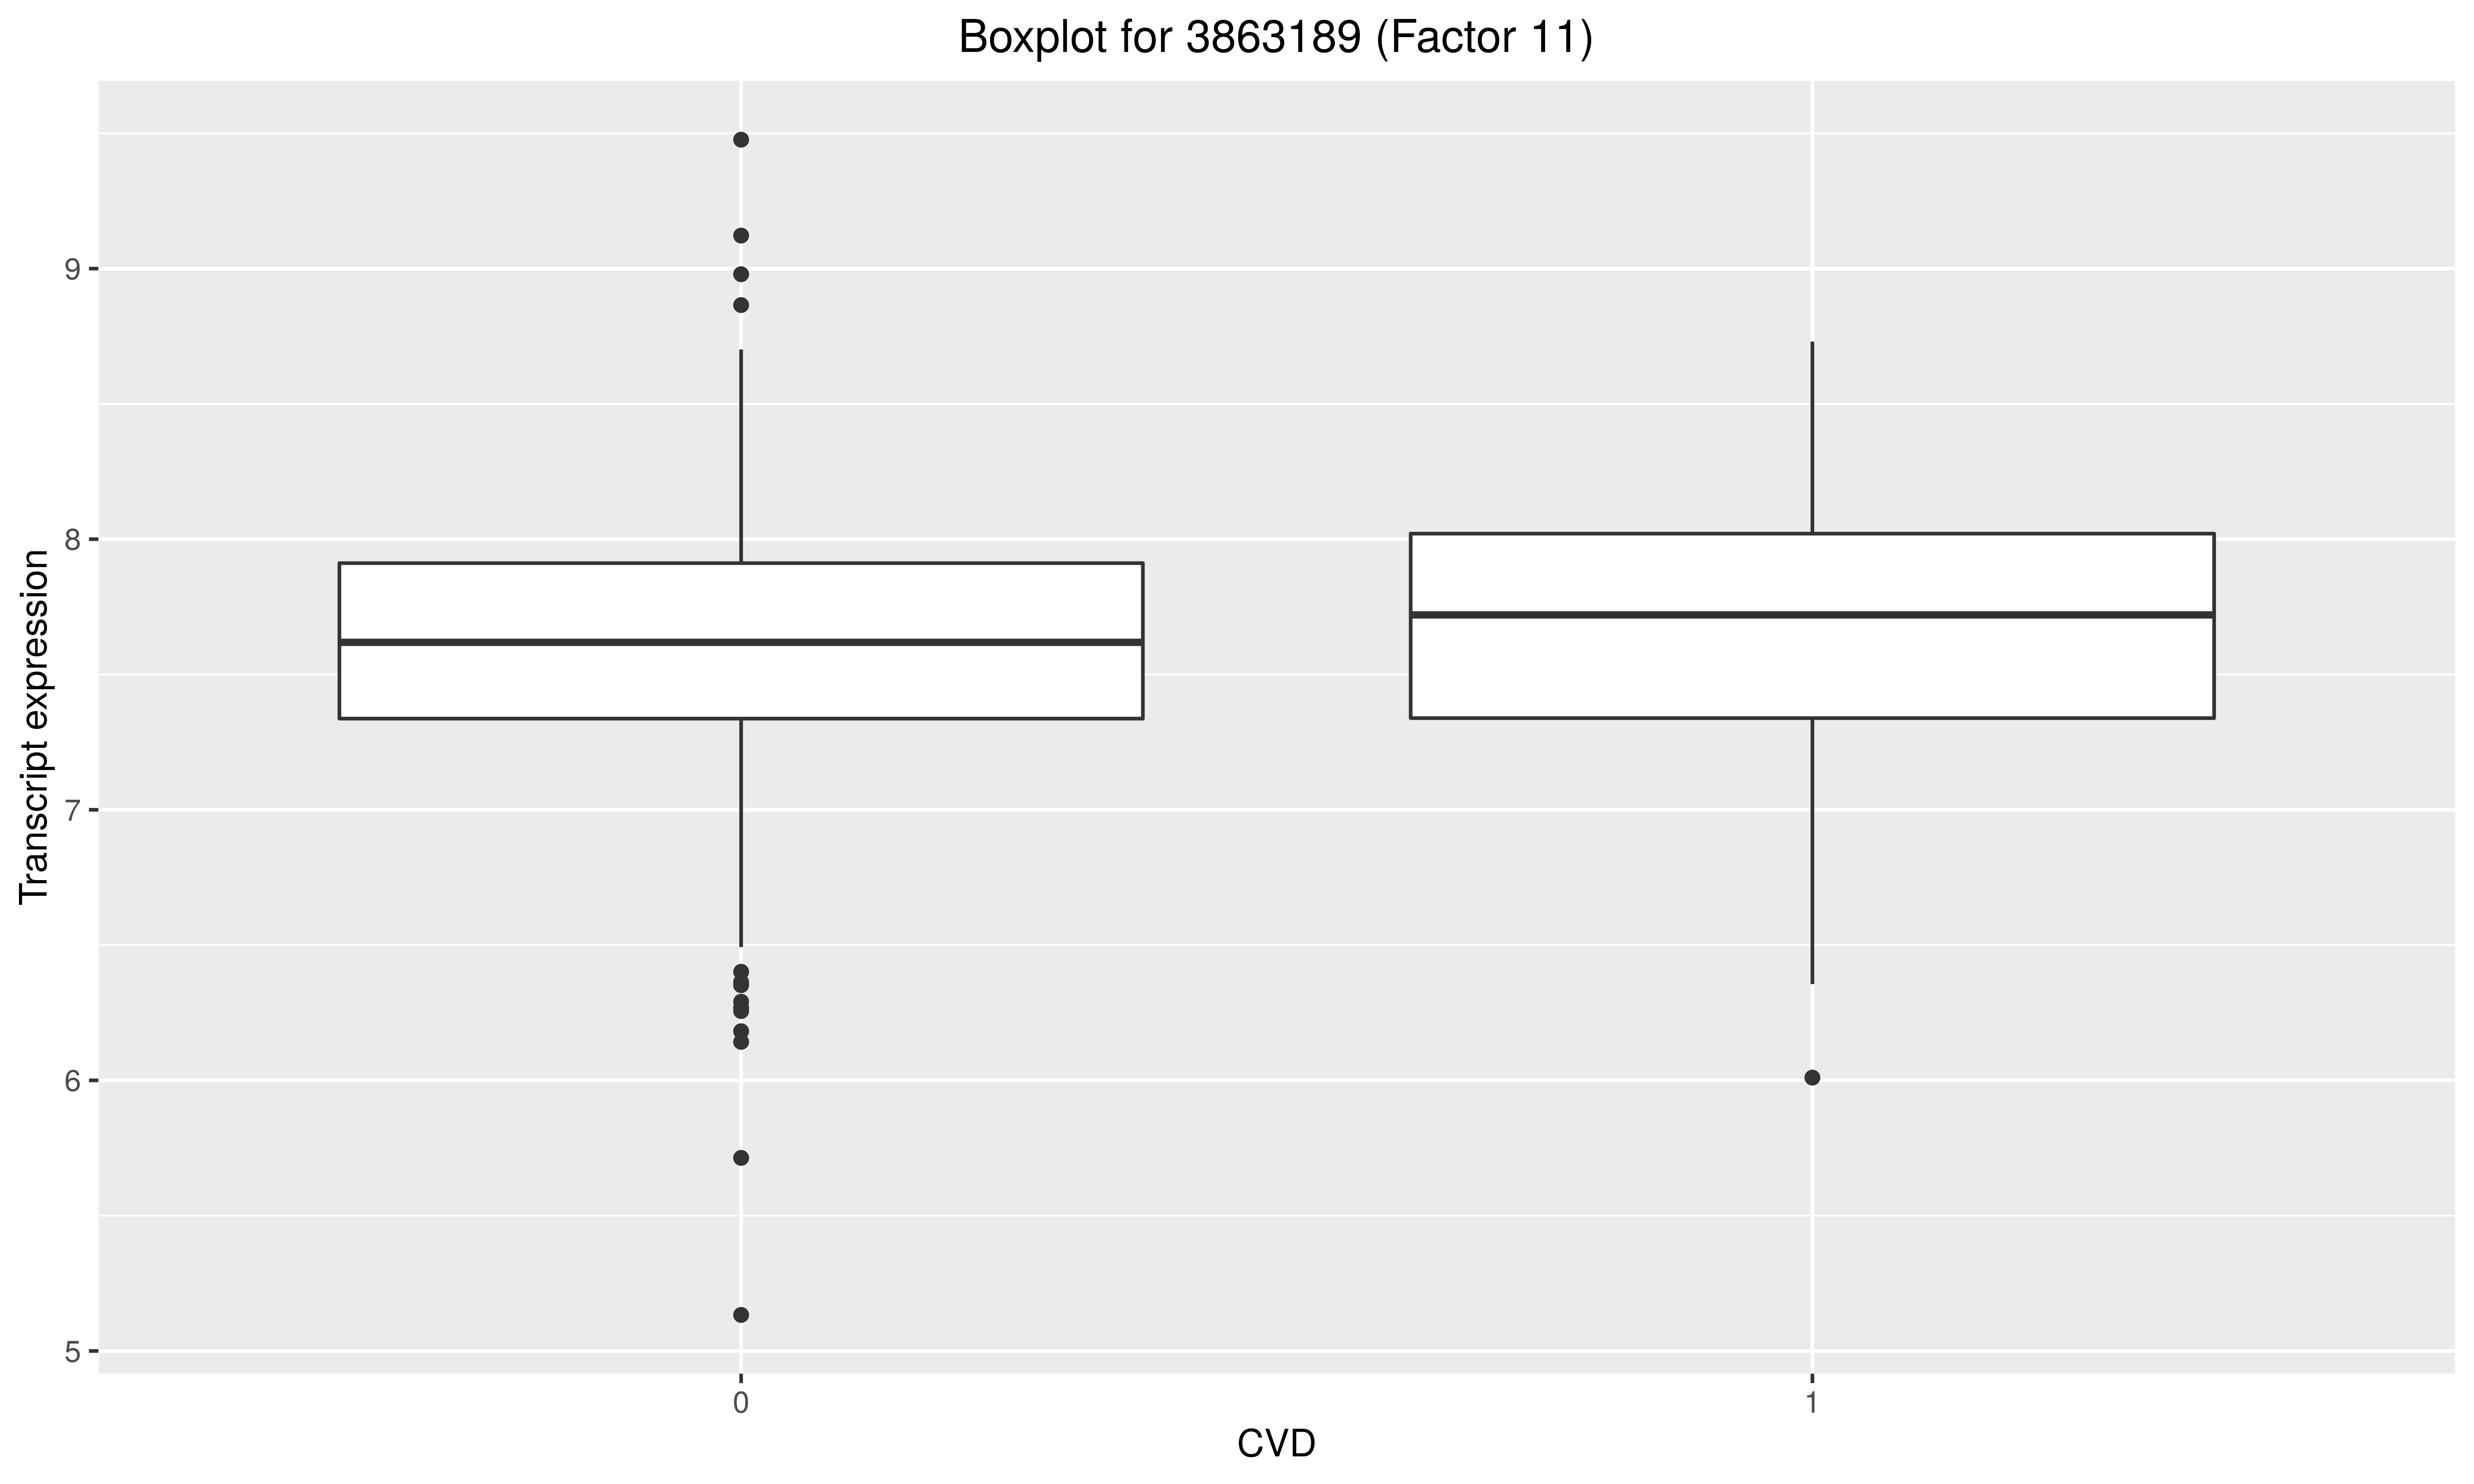 Boxplot for 3863189 (Factor 11)
Transcript expression
9
8
7
6
5
0
1
CVD